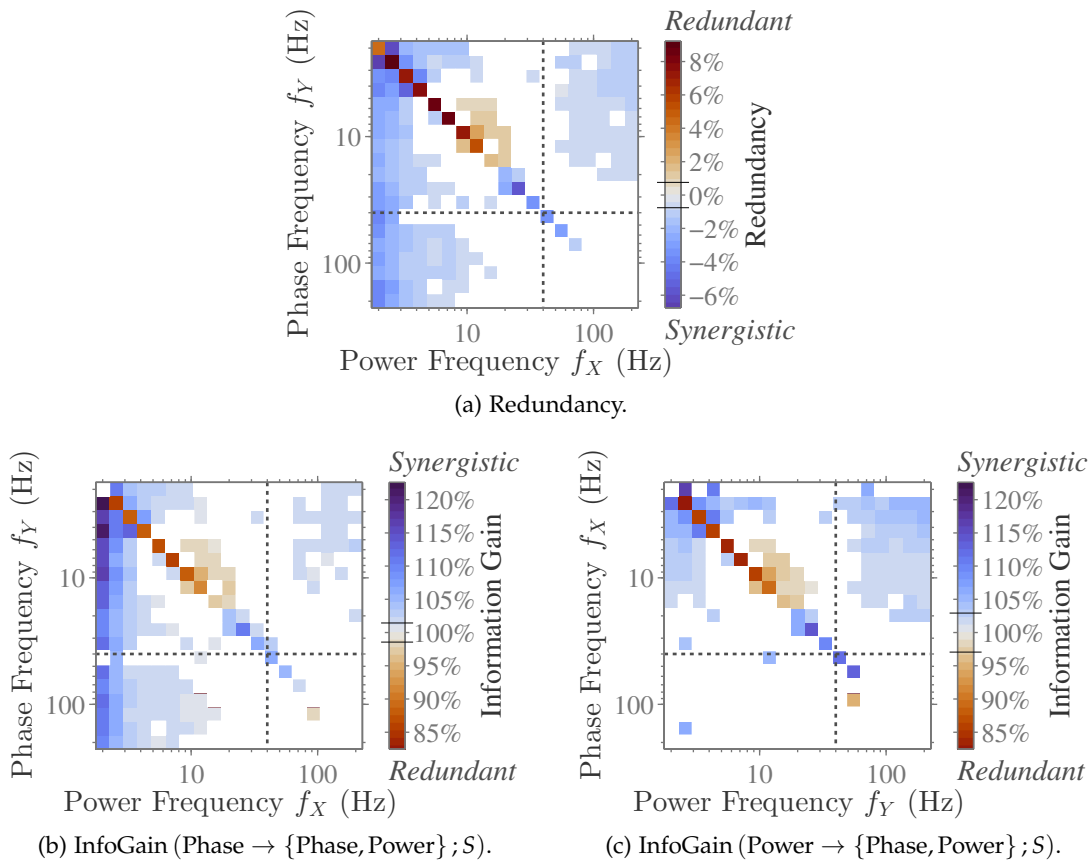 Redundant
8%
6%
4%
2%
0%
−2%
−4%
−6%
Redundancy
Synergistic
Phase Frequency f_Y (Hz)
10
100
10
100
Power Frequency f_X (Hz)
(a) Redundancy.
Synergistic
120%
115%
110%
105%
100%
95%
90%
85%
Information Gain
Redundant
Phase Frequency f_Y (Hz)
10
100
10
100
Power Frequency f_X (Hz)
(b) InfoGain (Phase → {Phase, Power} ; S).
Synergistic
120%
115%
110%
105%
100%
95%
90%
85%
Information Gain
Redundant
Phase Frequency f_X (Hz)
10
100
10
100
Power Frequency f_Y (Hz)
(c) InfoGain (Power → {Phase, Power} ; S).